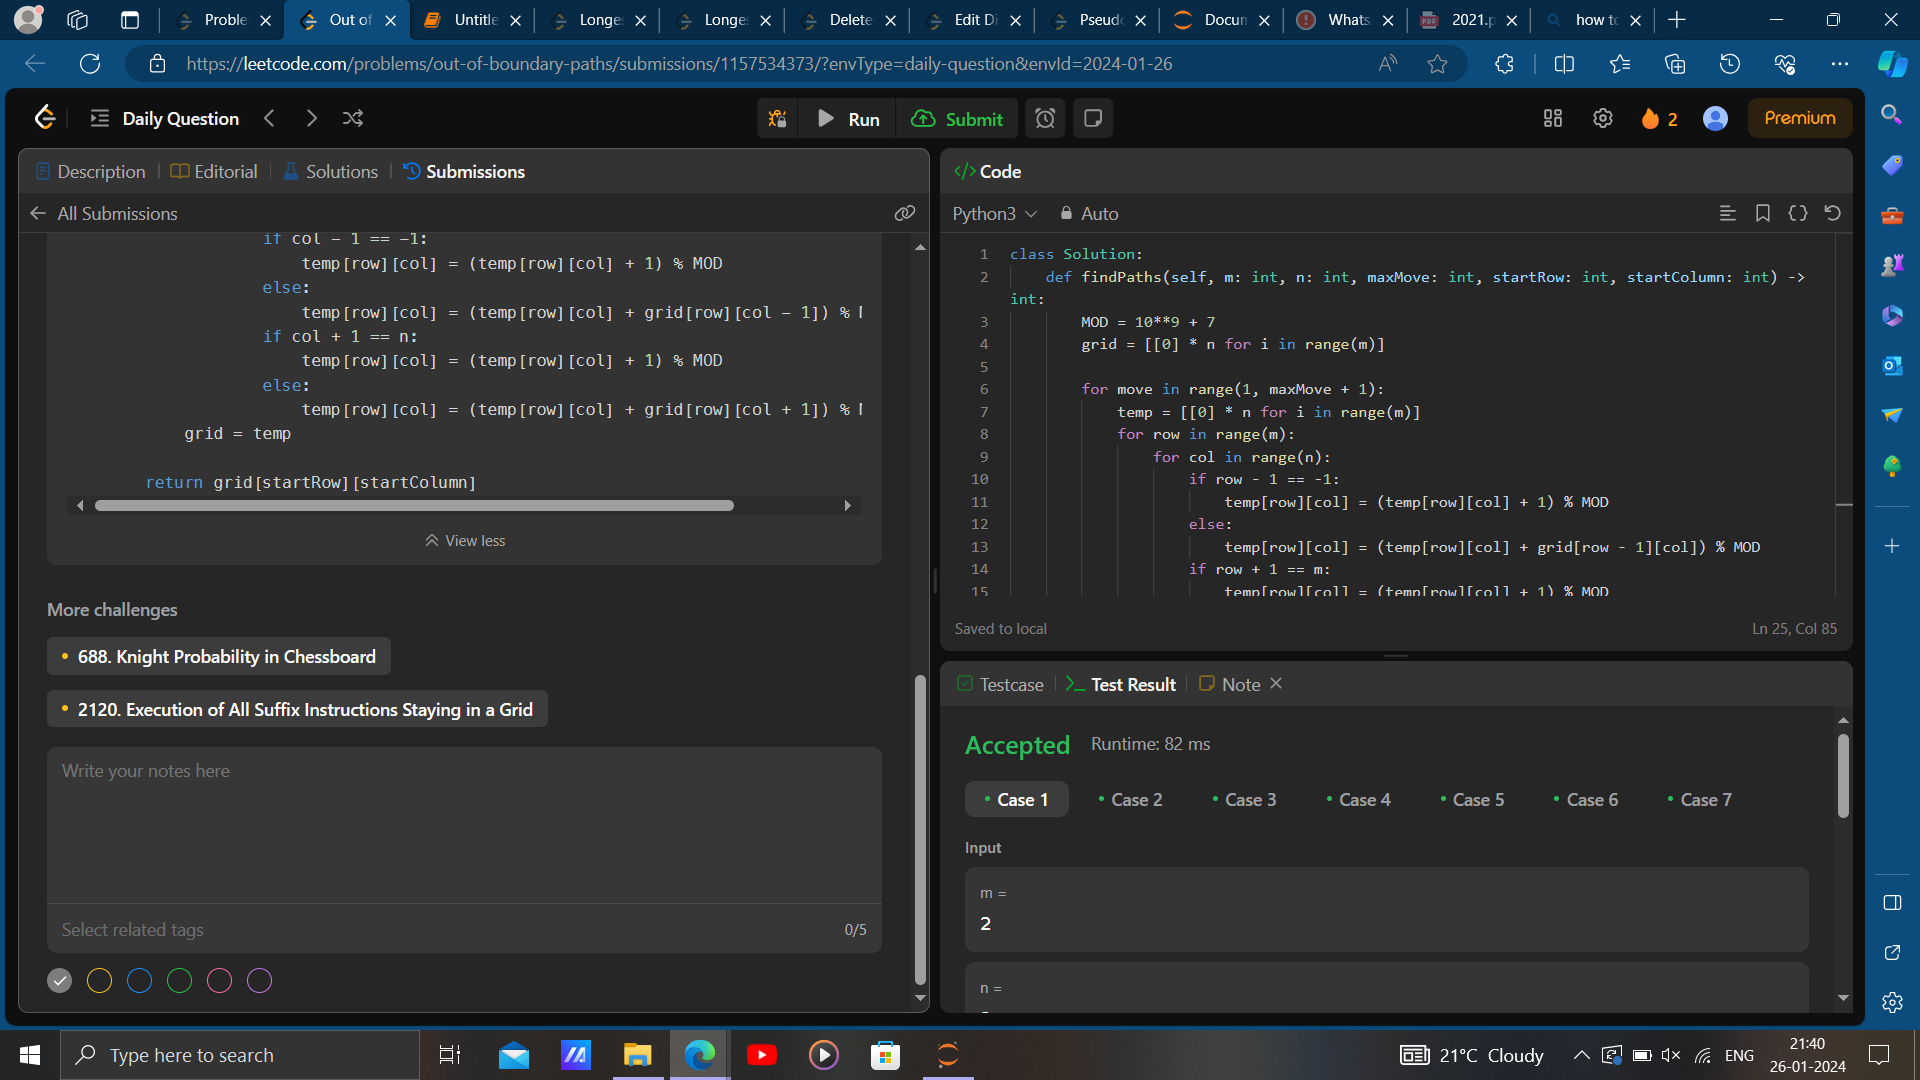 Proble
Out of
Untitle
Longes
Longes
Delete
Edit Di
Pseudo
Docum
Whats
2021.p
how to
https://leetcode.com/problems/out-of-boundary-paths/submissions/1157534373/?envType=daily-question&envId=2024-01-26
Daily Question
Run
Submit
2
Premium
Description
Editorial
Solutions
Submissions
All Submissions
if col - 1 == -1:
temp[row][col] = (temp[row][col] + 1) % MOD
else:
temp[row][col] = (temp[row][col] + grid[row][col - 1]) %
if col + 1 == n:
temp[row][col] = (temp[row][col] + 1) % MOD
else:
temp[row][col] = (temp[row][col] + grid[row][col + 1]) %
grid = temp
return grid[startRow][startColumn]
View less
More challenges
688. Knight Probability in Chessboard
2120. Execution of All Suffix Instructions Staying in a Grid
Write your notes here
Select related tags
0/5
</> Code
Python3
Auto
1 class Solution:
2 def findPaths(self, m: int, n: int, maxMove: int, startRow: int, startColumn: int) ->
int:
3 MOD = 10**9 + 7
4 grid = [[0] * n for i in range(m)]
5
6 for move in range(1, maxMove + 1):
7 temp = [[0] * n for i in range(m)]
8 for row in range(m):
9 for col in range(n):
10 if row - 1 == -1:
11 temp[row][col] = (temp[row][col] + 1) % MOD
12 else:
13 temp[row][col] = (temp[row][col] + grid[row - 1][col]) % MOD
14 if row + 1 == m:
15 temp[row][col] = (temp[row][col] + 1) % MOD
Saved to local
Ln 25, Col 85
Testcase
Test Result
Note
Accepted
Runtime: 82 ms
Case 1
Case 2
Case 3
Case 4
Case 5
Case 6
Case 7
Input
m =
2
n =
Type here to search
21°C Cloudy
ENG
21:40
26-01-2024